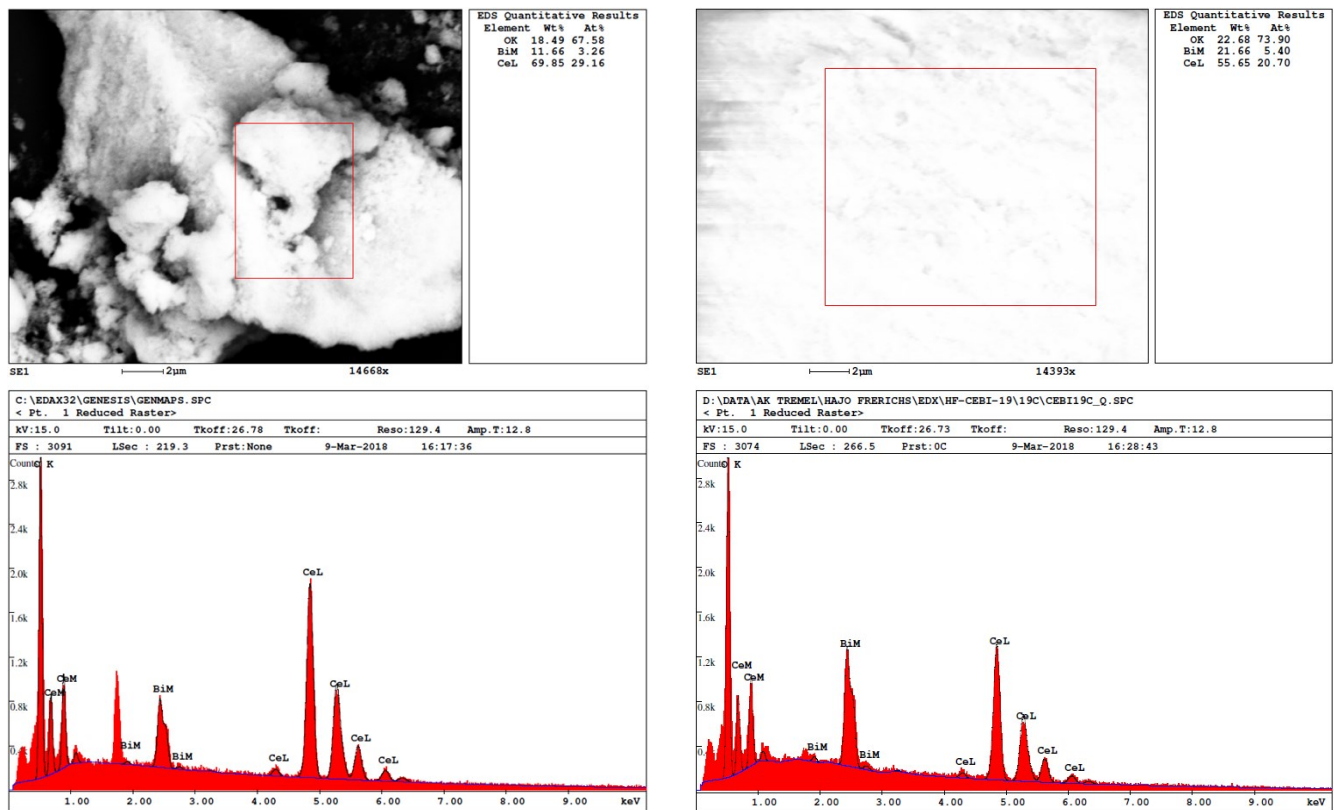 EDS Quantitative Results
Element Wt% At%
OK 18.49 67.58
BiM 11.66 3.26
CeL 69.85 29.16
SE1 2µm 14668x
C:\EDAX32\GENESIS\GENMAPS.SPC
< Pt. 1 Reduced Raster>
kV:15.0 Tilt:0.00 Tkoff:26.78 Tkoff: Reso:129.4 Amp.T:12.8
FS : 3091 LSec : 219.3 Prst:None 9-Mar-2018 16:17:36
Counts
O K
2.8k
2.4k
2.0k
CeL
1.6k
1.2k
CeM
BiM
CeL
CeM
0.8k
CeL
0.4
BiM
BiM
CeL
CeL
1.00 2.00 3.00 4.00 5.00 6.00 7.00 8.00 9.00 keV
EDS Quantitative Results
Element Wt% At%
OK 22.68 73.90
BiM 21.66 5.40
CeL 55.65 20.70
SE1 2µm 14393x
D:\DATA\AK TREMEL\HAJO FRERICHS\EDX\HF-CEBI-19\19C\CEBI19C_Q.SPC
< Pt. 1 Reduced Raster>
kV:15.0 Tilt:0.00 Tkoff:26.73 Tkoff: Reso:129.4 Amp.T:12.8
FS : 3074 LSec : 266.5 Prst:0C 9-Mar-2018 16:28:43
Counts
O K
2.8k
2.4k
2.0k
1.6k
BiM
CeL
1.2k
CeM
CeM
0.8k
CeL
0.4
CeL
BiM
BiM
CeL
CeL
1.00 2.00 3.00 4.00 5.00 6.00 7.00 8.00 9.00 keV